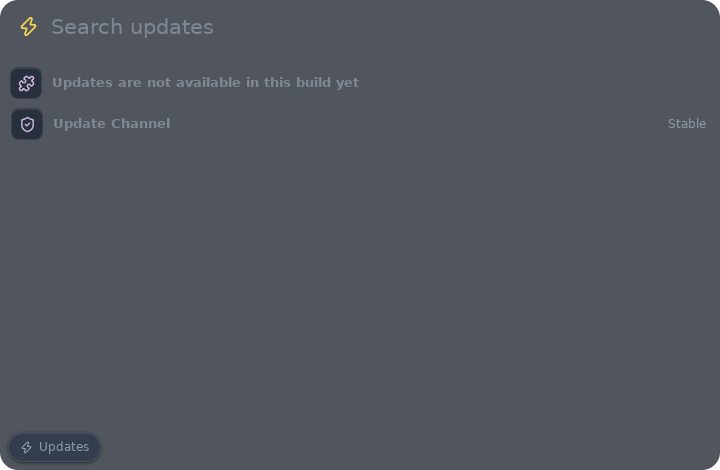 Search updates
Updates are not available in this build yet
Update Channel
Stable
Updates